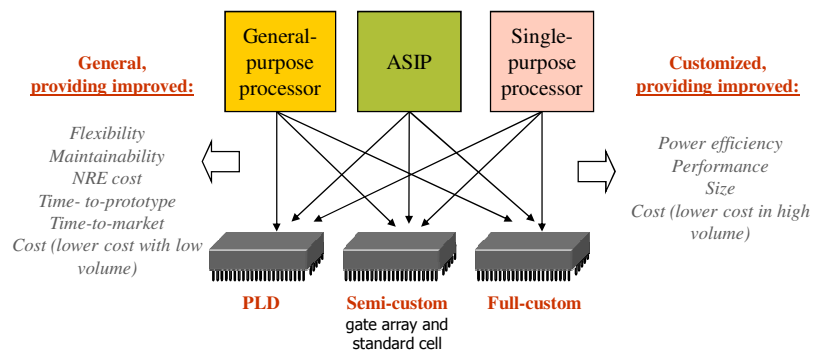 General,
providing improved:
Flexibility
Maintainability
NRE cost
Time- to-prototype
Time-to-market
Cost (lower cost with low
volume)
General-
purpose
processor
ASIP
Single-
purpose
processor
Customized,
providing improved:
Power efficiency
Performance
Size
Cost (lower cost in high
volume)
PLD
Semi-custom
gate array and
standard cell
Full-custom